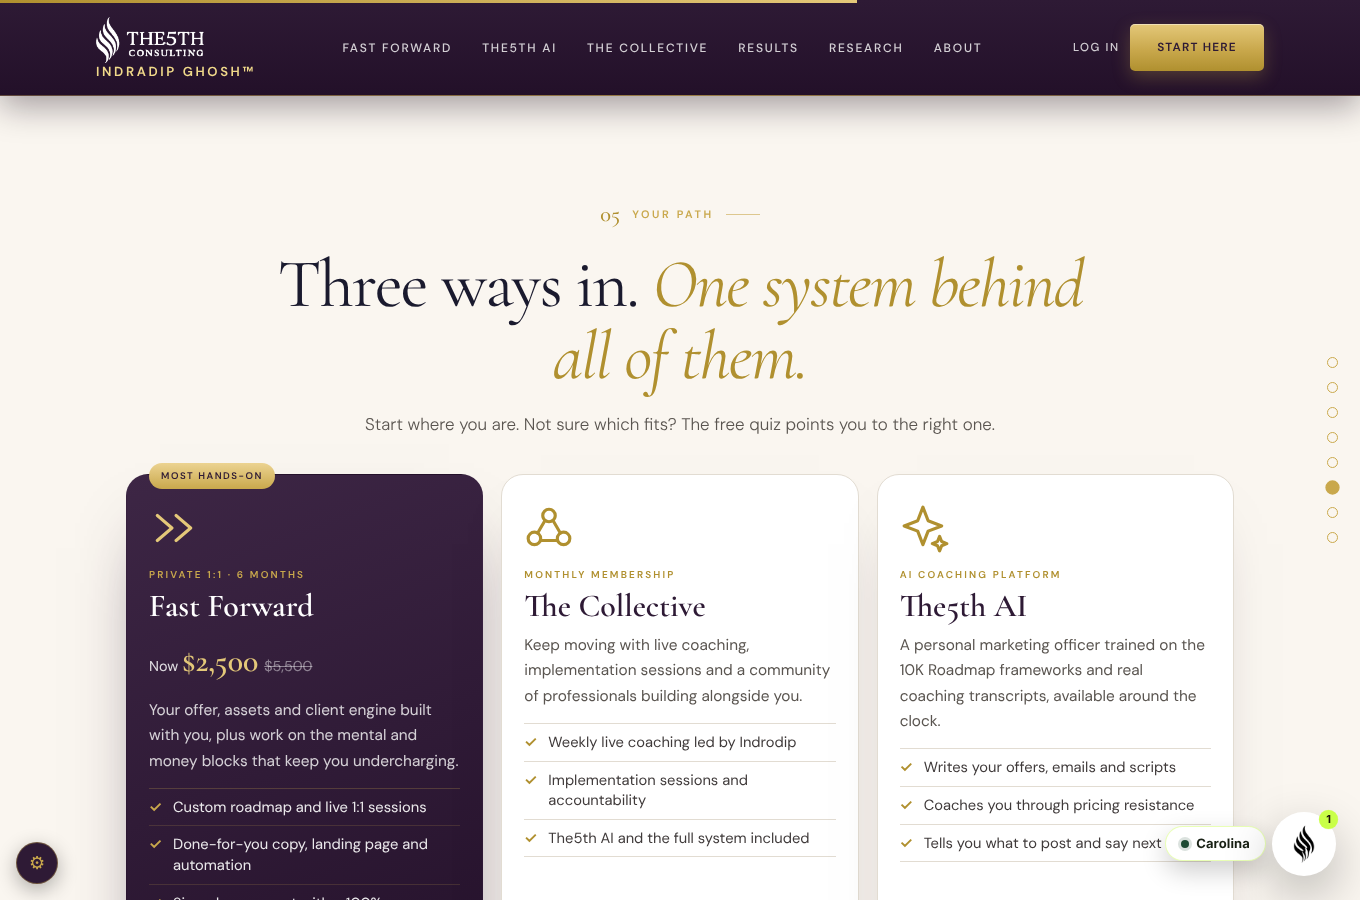 THE5TH
CONSULTING
INDRADIP GHOSH™
FAST FORWARD
THE5TH AI
THE COLLECTIVE
RESULTS
RESEARCH
ABOUT
LOG IN
START HERE
05 YOUR PATH
Three ways in. One system behind
all of them.
Start where you are. Not sure which fits? The free quiz points you to the right one.
MOST HANDS-ON
PRIVATE 1:1 · 6 MONTHS
Fast Forward
Now $2,500 $5,500
Your offer, assets and client engine built
with you, plus work on the mental and
money blocks that keep you undercharging.
Custom roadmap and live 1:1 sessions
Done-for-you copy, landing page and
automation
MONTHLY MEMBERSHIP
The Collective
Keep moving with live coaching,
implementation sessions and a community
of professionals building alongside you.
Weekly live coaching led by Indrodip
Implementation sessions and
accountability
The5th AI and the full system included
AI COACHING PLATFORM
The5th AI
A personal marketing officer trained on the
10K Roadmap frameworks and real
coaching transcripts, available around the
clock.
Writes your offers, emails and scripts
Coaches you through pricing resistance
Tells you what to post and say next
Carolina
1